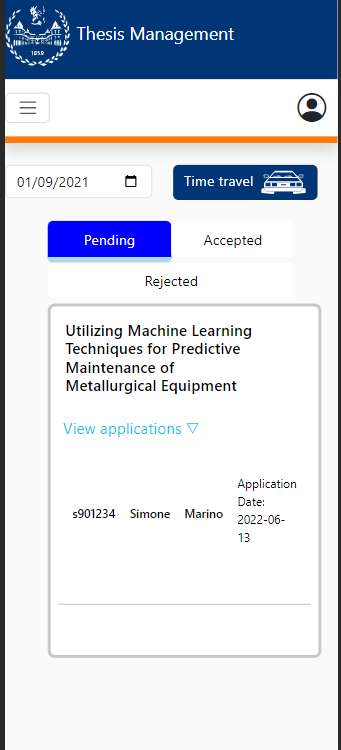 1859
Thesis Management
01/09/2021
Time travel
Pending
Accepted
Rejected
Utilizing Machine Learning
Techniques for Predictive
Maintenance of
Metallurgical Equipment
View applications ▽
s901234 Simone Marino Application
Date:
2022-06-
13